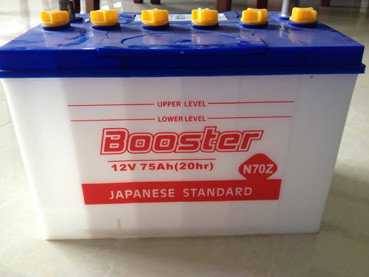 UPPER LEVEL
LOWER LEVEL
Booster
12V 75Ah(20hr)
N70Z
JAPANESE STANDARD